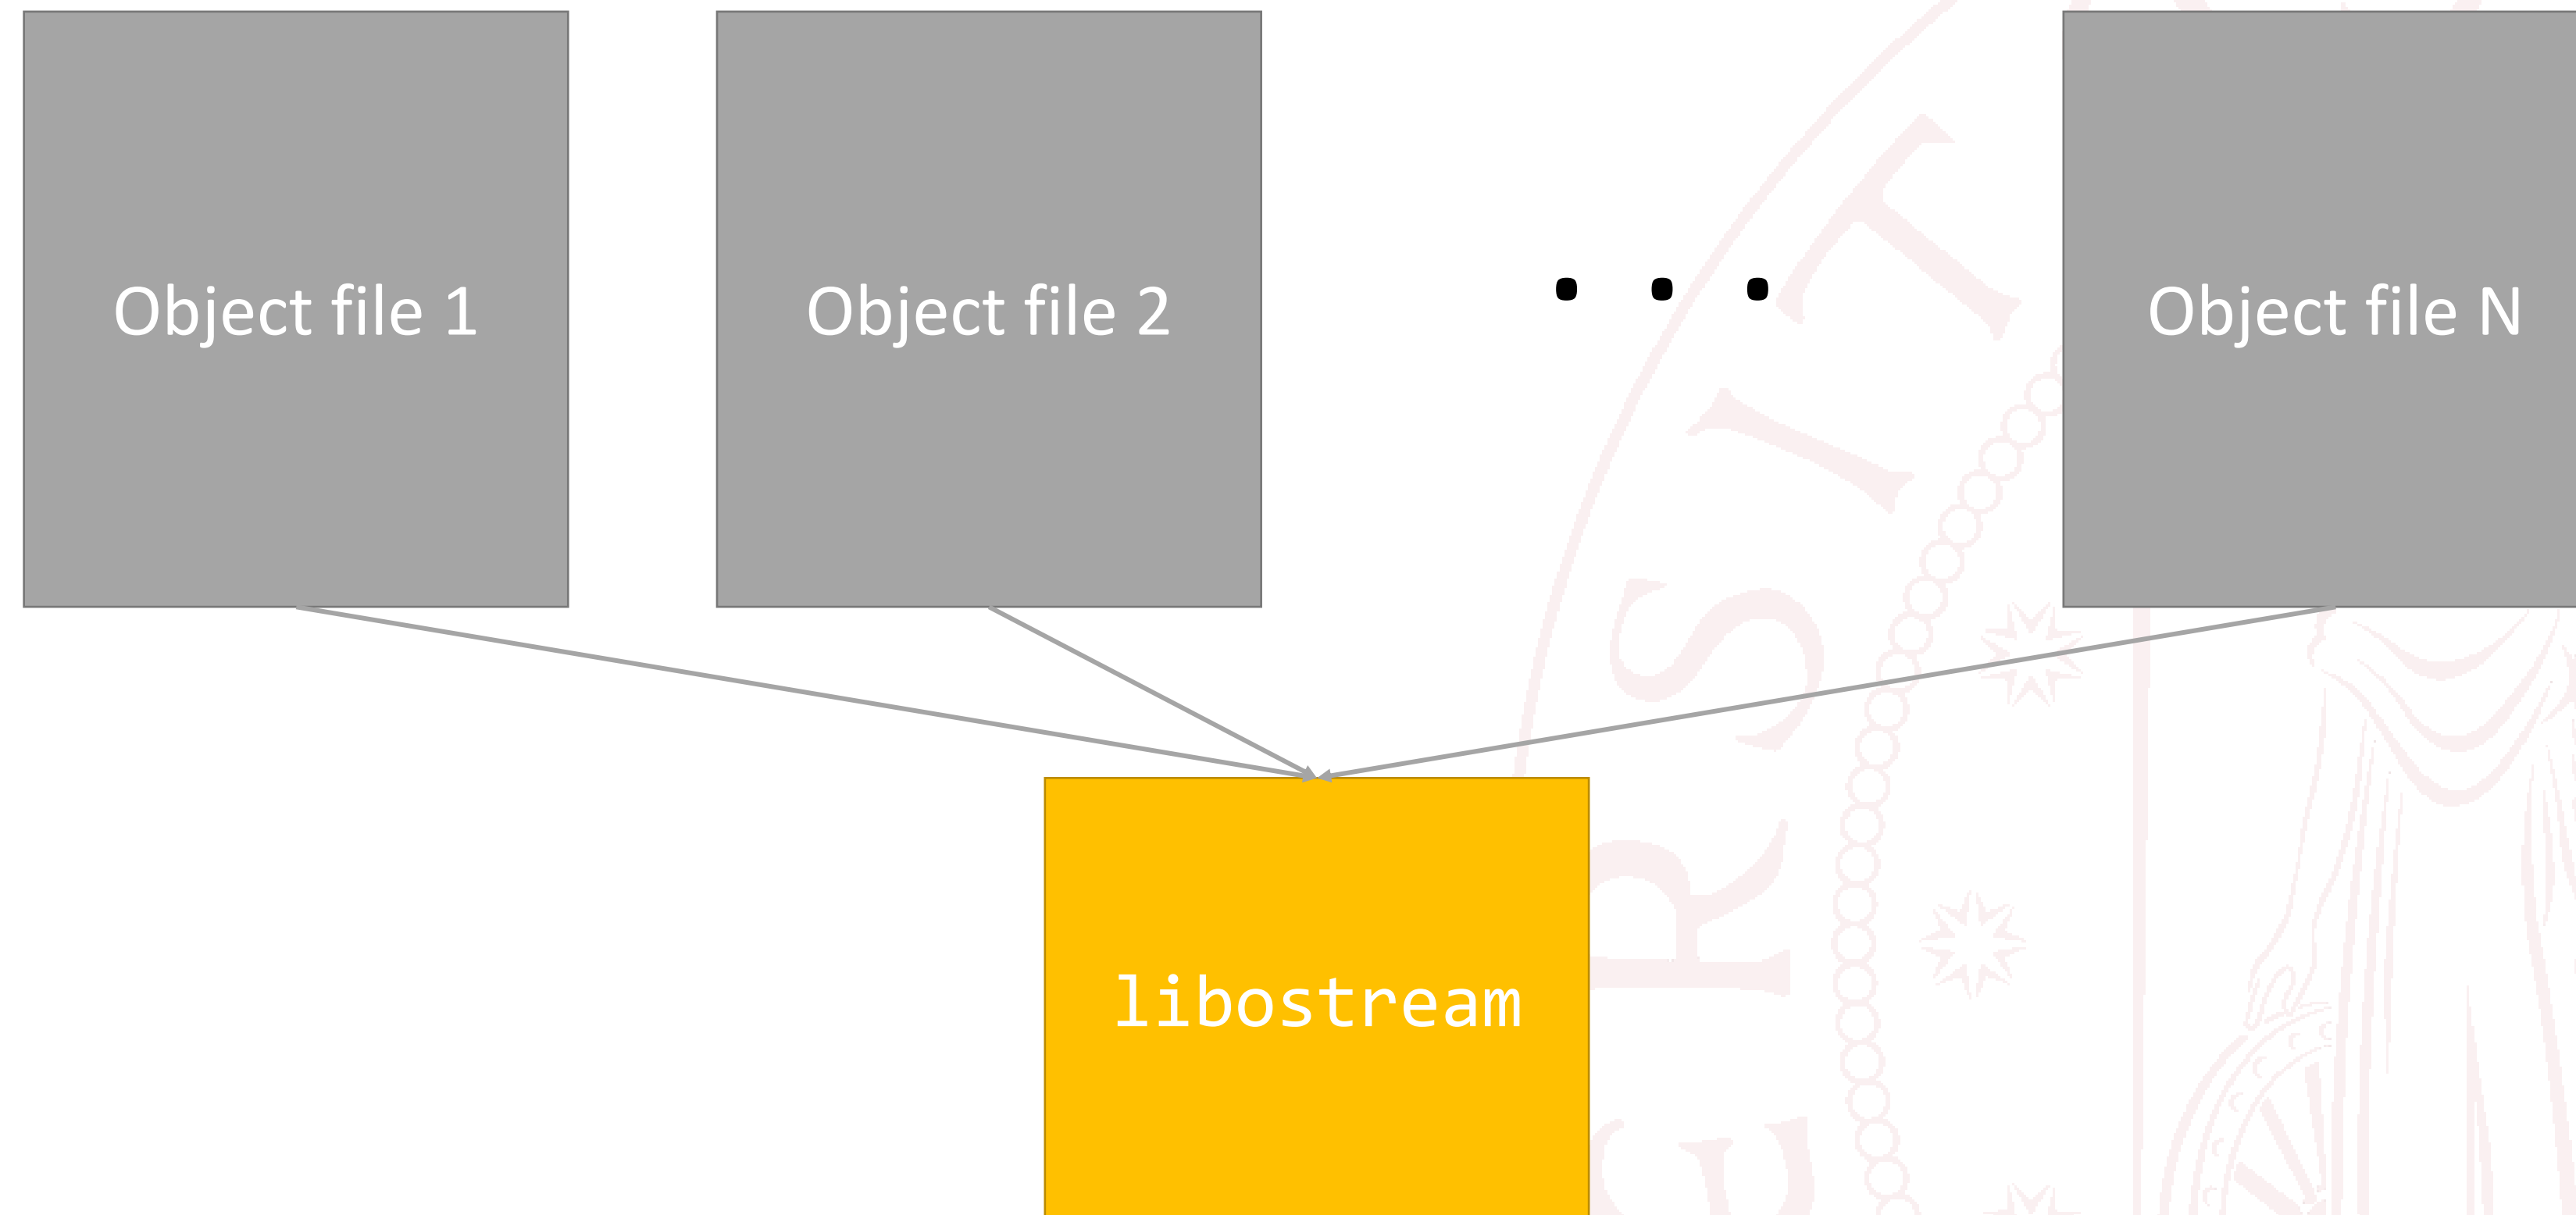 Object file 1
Object file 2
. . .
Object file N
libostream
T
I
S
R
E